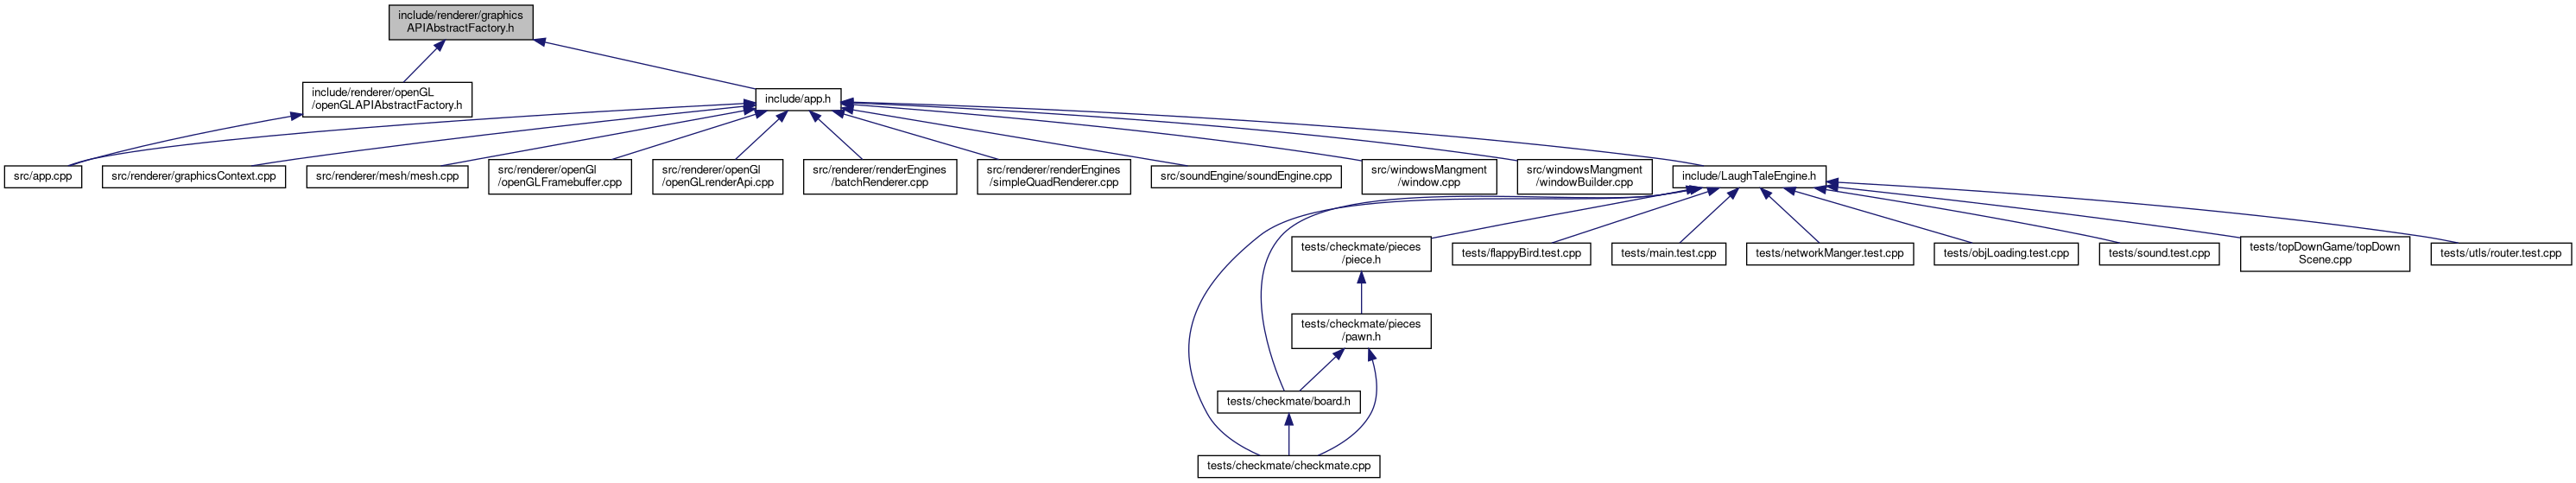 include/renderer/graphics
APIAbstractFactory.h
include/renderer/openGL
/openGLAPIAbstractFactory.h
include/app.h
src/app.cpp
src/renderer/graphicsContext.cpp
src/renderer/mesh/mesh.cpp
src/renderer/openGl
/openGLFramebuffer.cpp
src/renderer/openGl
/openGLrenderApi.cpp
src/renderer/renderEngines
/batchRenderer.cpp
src/renderer/renderEngines
/simpleQuadRenderer.cpp
src/soundEngine/soundEngine.cpp
src/windowsMangment
/window.cpp
src/windowsMangment
/windowBuilder.cpp
include/LaughTaleEngine.h
tests/checkmate/pieces
/piece.h
tests/flappyBird.test.cpp
tests/main.test.cpp
tests/networkManger.test.cpp
tests/objLoading.test.cpp
tests/sound.test.cpp
tests/topDownGame/topDown
Scene.cpp
tests/utls/router.test.cpp
tests/checkmate/pieces
/pawn.h
tests/checkmate/board.h
tests/checkmate/checkmate.cpp